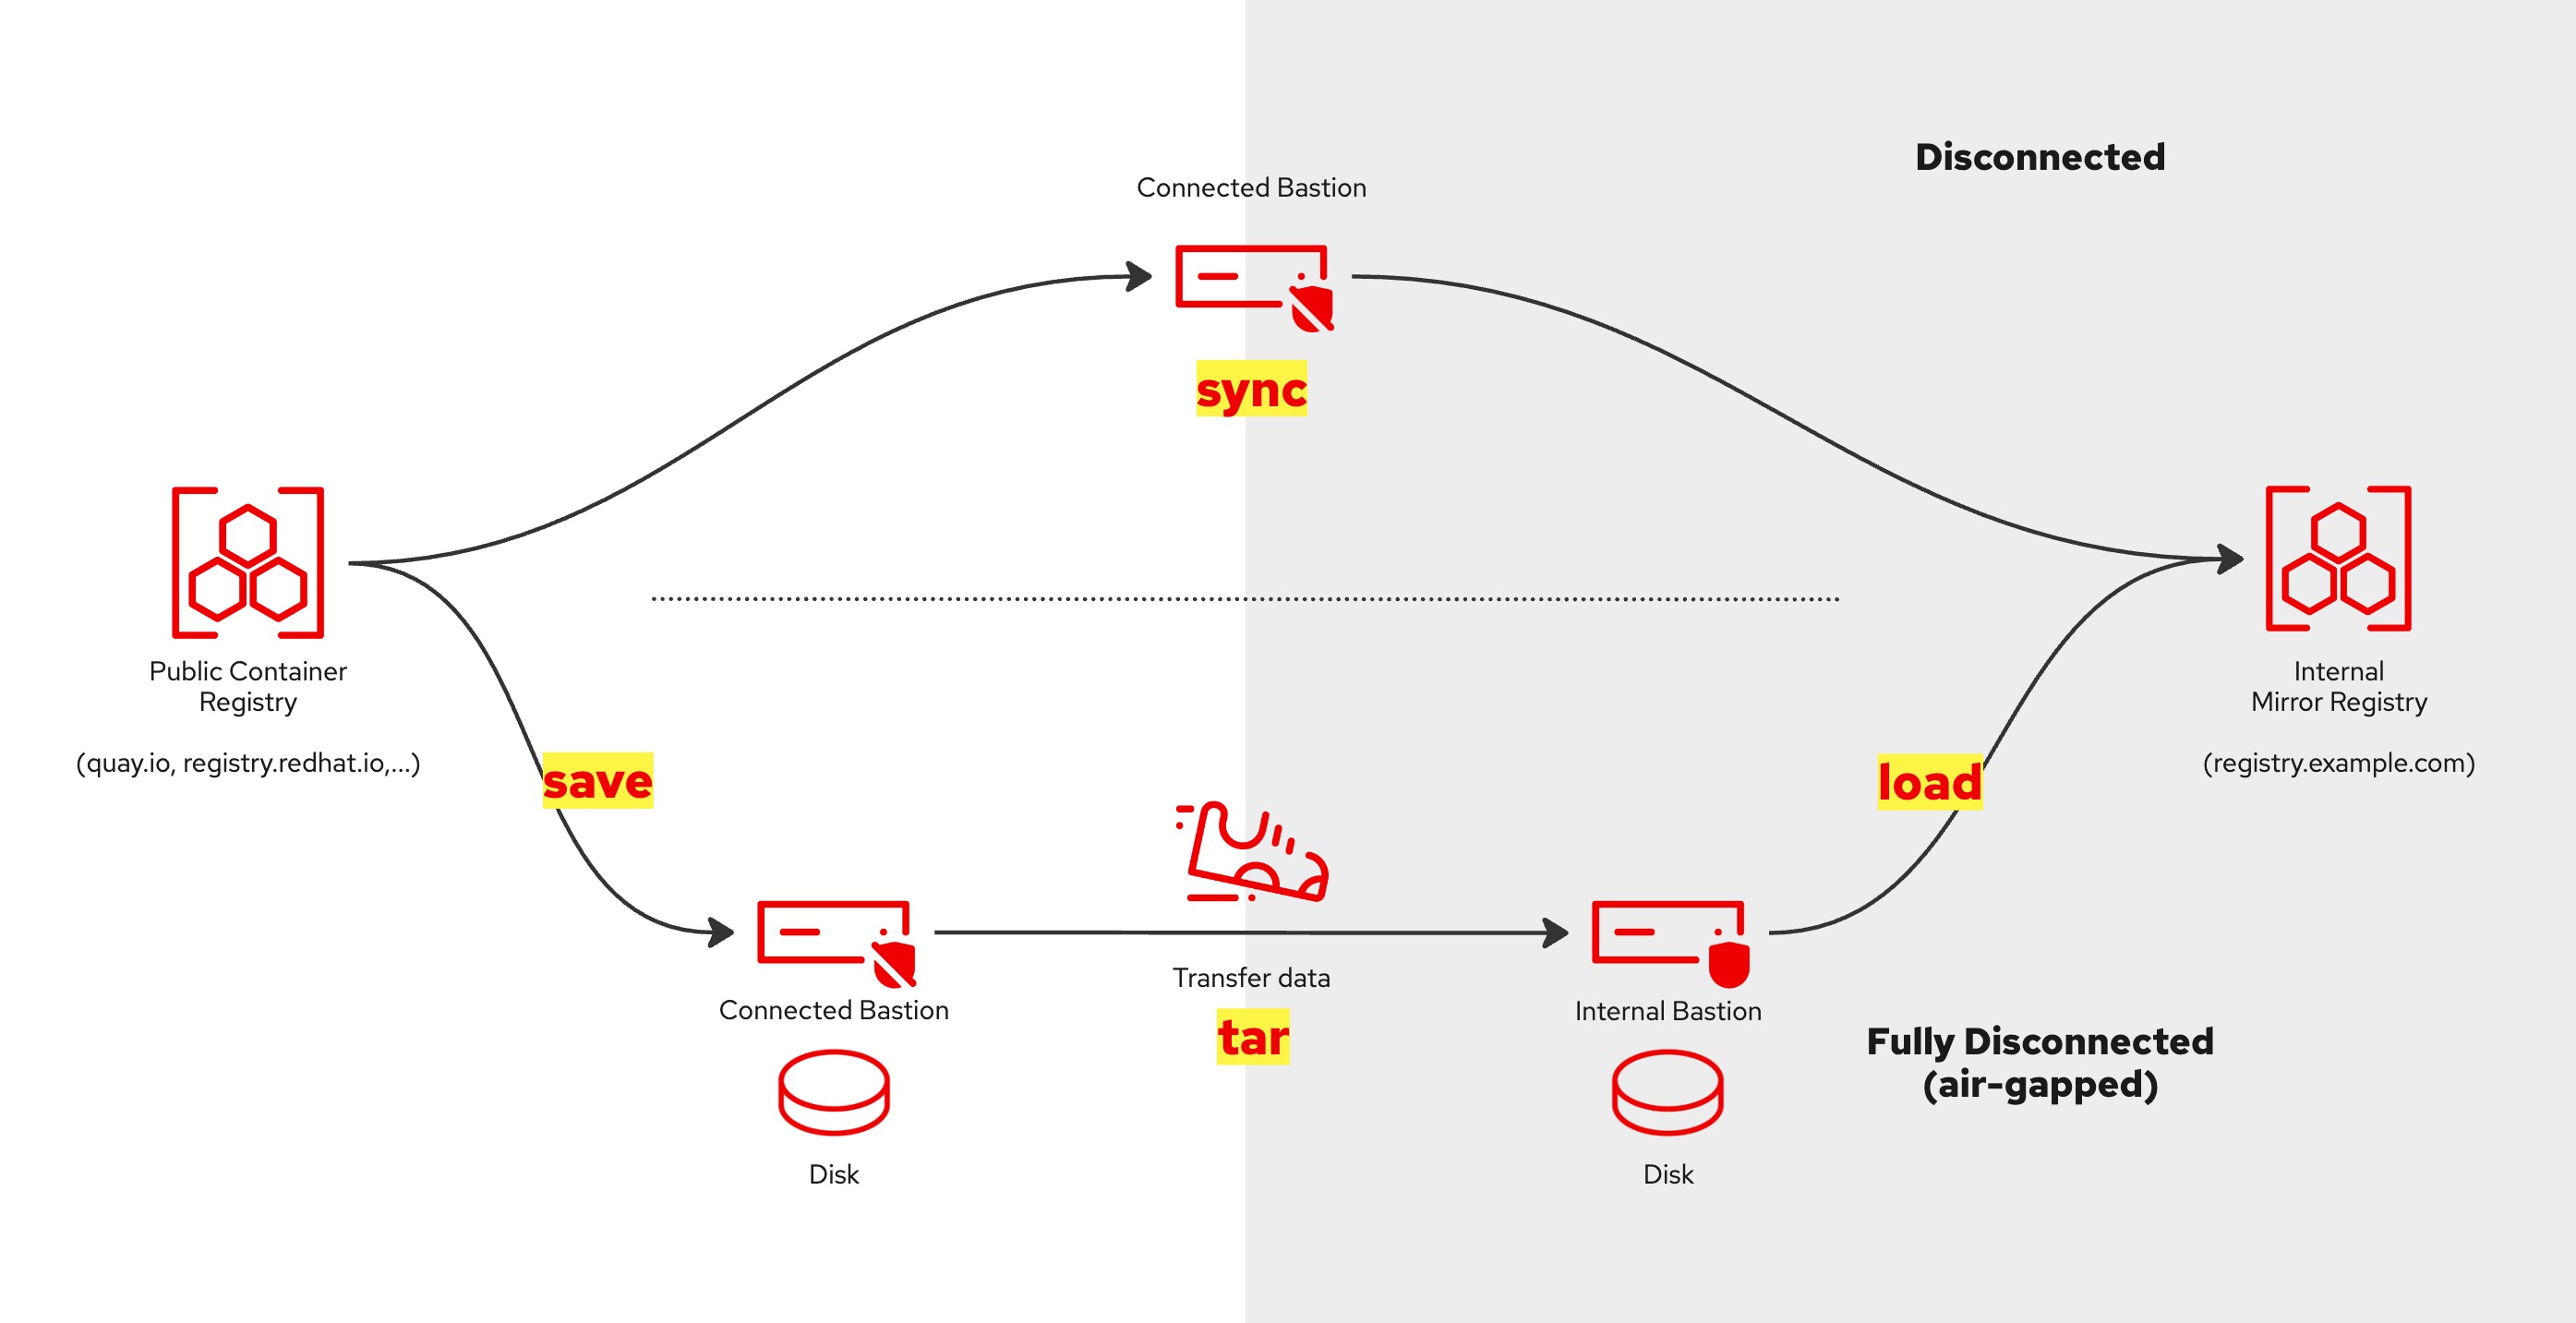 Disconnected
Connected Bastion
sync
Public Container
Registry
(quay.io, registry.redhat.io,...)
Internal
Mirror Registry
(registry.example.com)
save
load
Transfer data
tar
Connected Bastion
Disk
Internal Bastion
Disk
Fully Disconnected
(air-gapped)